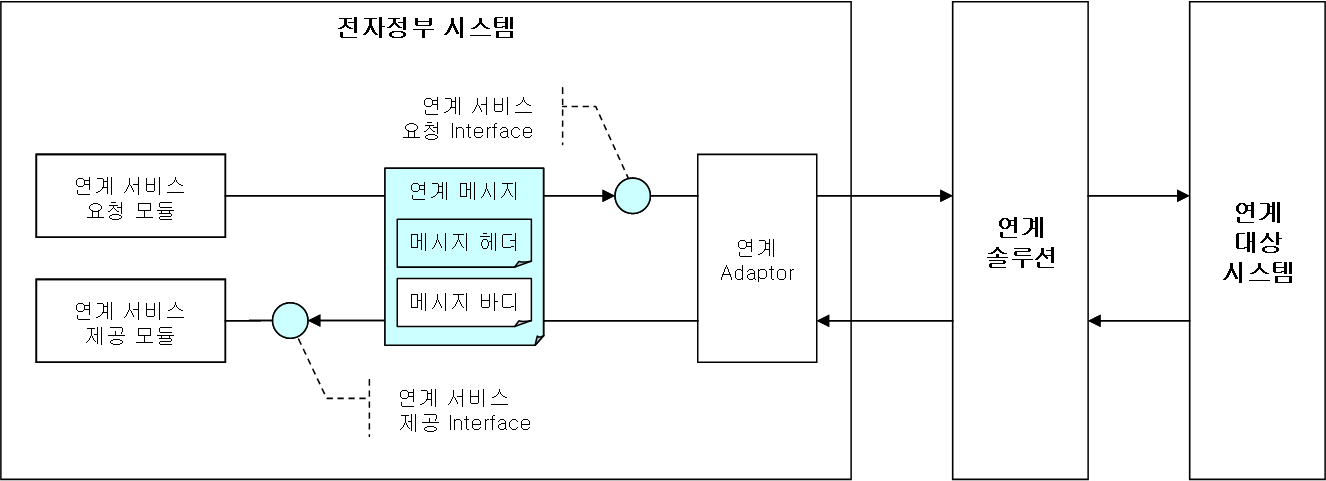 전자정부 시스템
연계 서비스
요청 Interface
연계 서비스
요청 모듈
연계 메시지
메시지 헤더
메시지 바디
연계 서비스
제공 모듈
연계 서비스
제공 Interface
연계
Adaptor
연계
솔루션
연계
대상
시스템